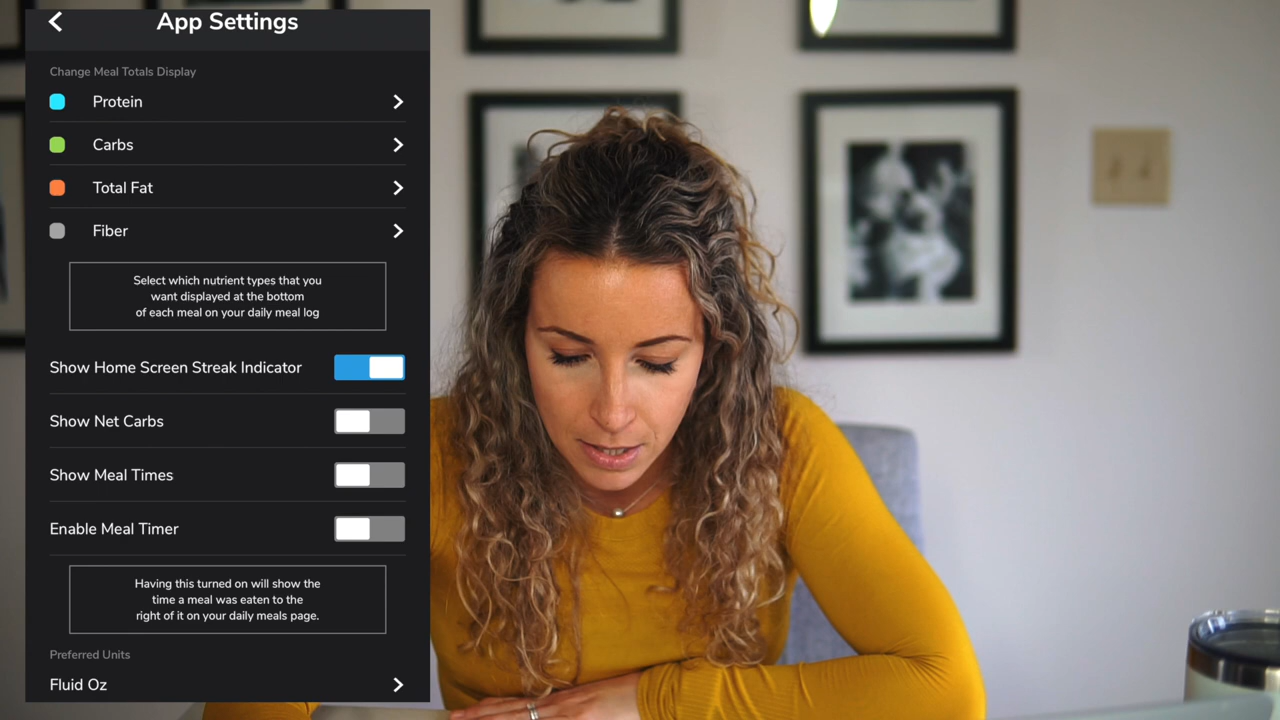 App Settings
Change Meal Totals Display
Protein
Carbs
Total Fat
Fiber
Select which nutrient types that you
want displayed at the bottom
of each meal on your daily meal log
Show Home Screen Streak Indicator
Show Net Carbs
Show Meal Times
Enable Meal Timer
Having this turned on will show the
time a meal was eaten to the
right of it on your daily meals page.
Preferred Units
Fluid Oz